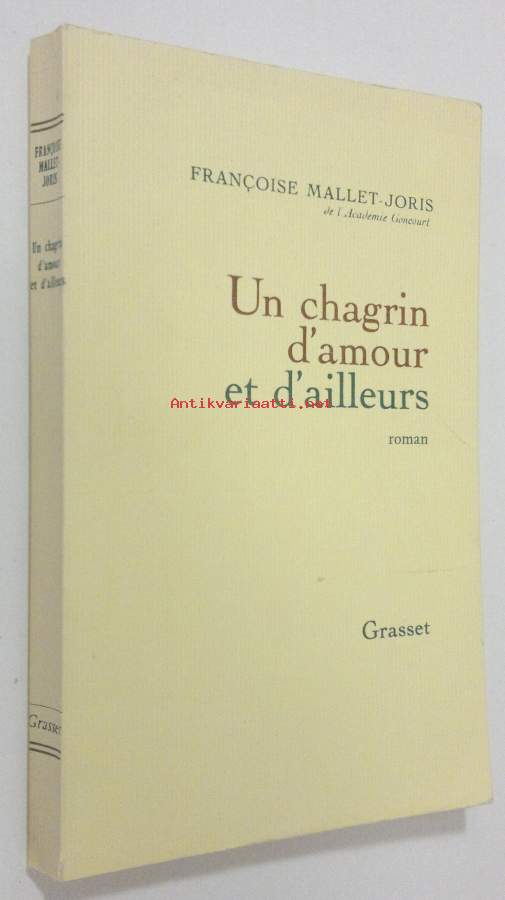 FRANÇOISE
MALLET-
JORIS
Un chagrin
d'amour
et d'ailleurs
Grasset
FRANÇOISE MALLET-JORIS
de l'Academie Goncourt
Un chagrin
d'amour
et d'ailleurs
Antikvariaatti.net
roman
Grasset